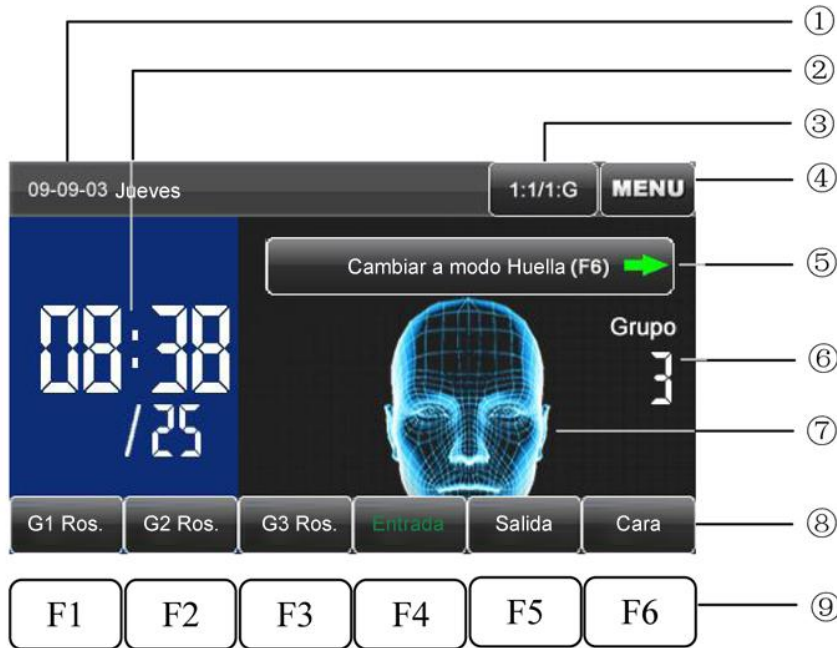 ①
②
③
09-09-03 Jueves 1:1/1:G MENU ④
Cambiar a modo Huella (F6) ⑤
Grupo
08:38 3 ⑥
/25 ⑦
G1 Ros. G2 Ros. G3 Ros. Entrada Salida Cara ⑧
F1 F2 F3 F4 F5 F6 ⑨